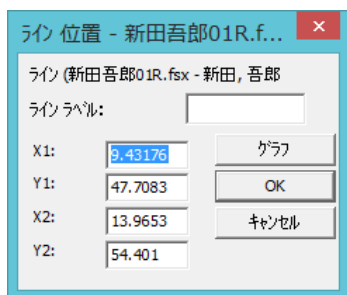 ライン 位置 - 新田吾郎01R.f...
ライン (新田吾郎01R.fsx - 新田, 吾郎
ライン ラベル:
X1: 9.43176 グラフ
Y1: 47.7083 OK
X2: 13.9653 キャンセル
Y2: 54.401